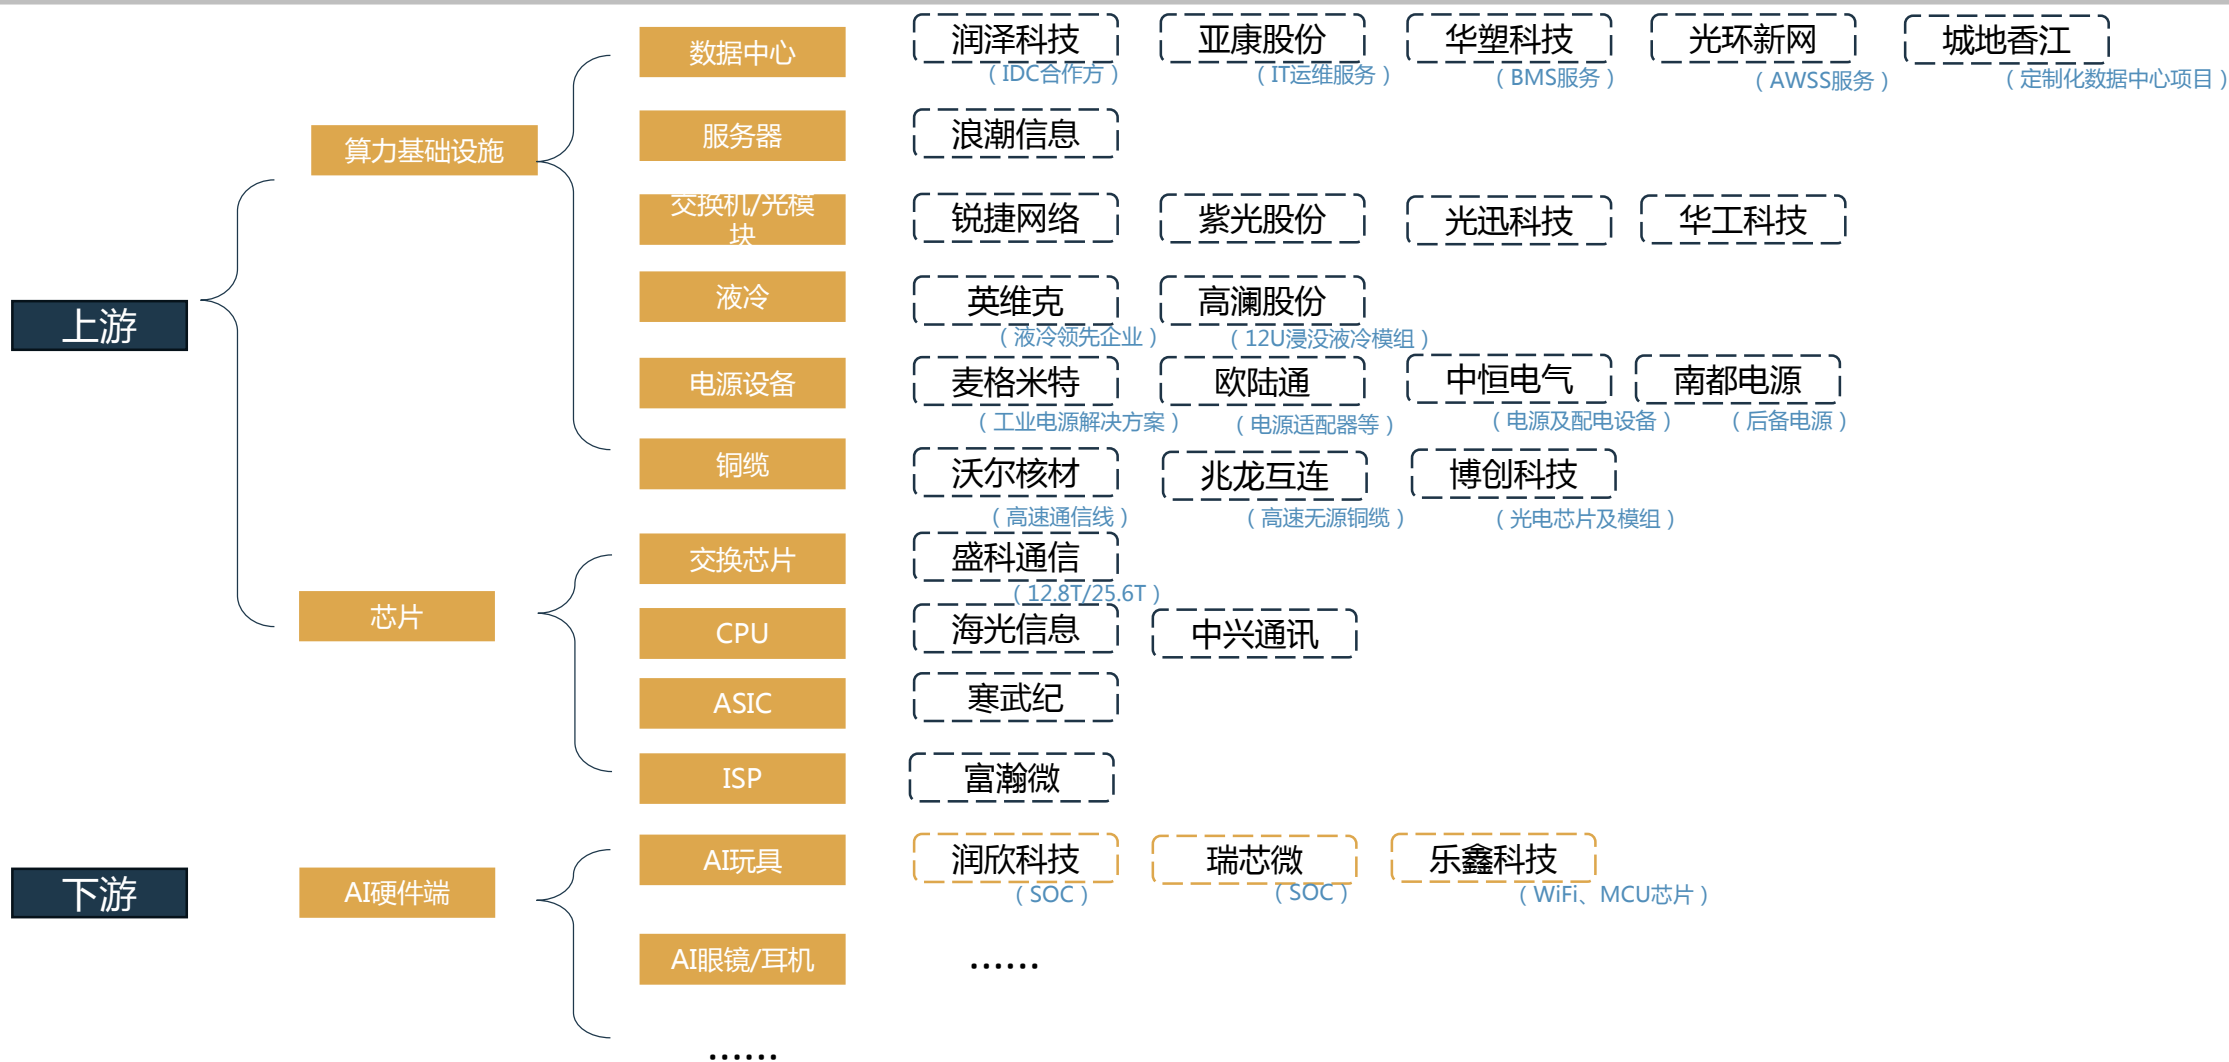 数据中心
润泽科技
亚康股份
华塑科技
光环新网
城地香江
（IDC合作方）
（IT运维服务）
（BMS服务）
（AWSS服务）
（定制化数据中心项目）
算力基础设施
服务器
浪潮信息
交换机/光模
块
锐捷网络
紫光股份
光迅科技
华工科技
上游
液冷
英维克
高澜股份
（液冷领先企业）
（12U浸没液冷模组）
电源设备
麦格米特
欧陆通
中恒电气
南都电源
（工业电源解决方案）
（电源适配器等）
（电源及配电设备）
（后备电源）
铜缆
沃尔核材
兆龙互连
博创科技
（高速通信线）
（高速无源铜缆）
（光电芯片及模组）
芯片
交换芯片
盛科通信
（12.8T/25.6T）
CPU
海光信息
中兴通讯
ASIC
寒武纪
ISP
富瀚微
下游
AI硬件端
AI玩具
润欣科技
瑞芯微
乐鑫科技
（SOC）
（SOC）
（WiFi、MCU芯片）
AI眼镜/耳机
……
……